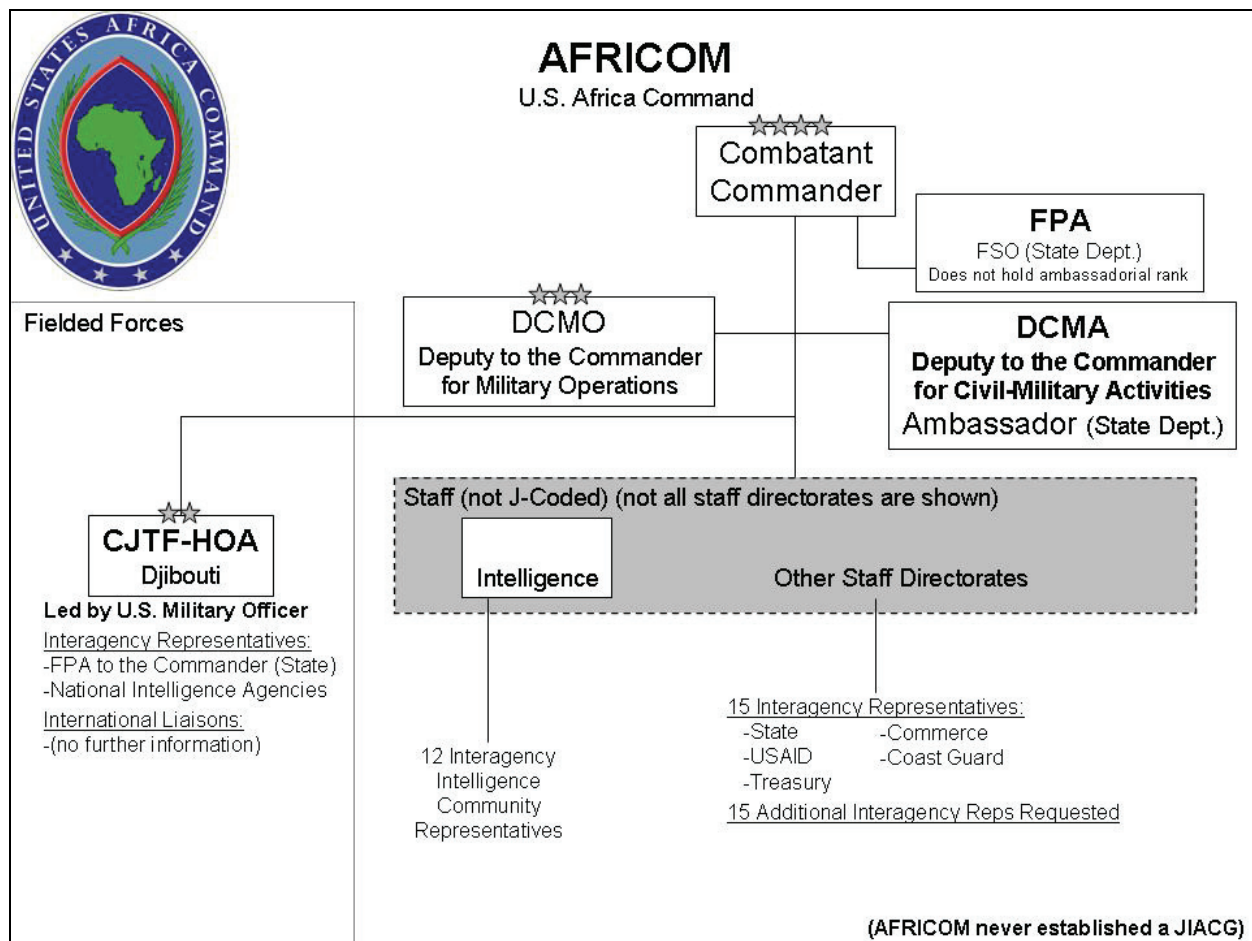 UNITED STATES AFRICA COMMAND
AFRICOM
U.S. Africa Command
Combatant
Commander
FPA
FSO (State Dept.)
Does not hold ambassadorial rank
DCMO
Deputy to the Commander
for Military Operations
DCMA
Deputy to the Commander
for Civil-Military Activities
Ambassador (State Dept.)
Fielded Forces
CJTF-HOA
Djibouti
Led by U.S. Military Officer
Interagency Representatives:
-FPA to the Commander (State)
-National Intelligence Agencies
International Liaisons:
-(no further information)
Staff (not J-Coded) (not all staff directorates are shown)
Intelligence
Other Staff Directorates
12 Interagency
Intelligence
Community
Representatives
15 Interagency Representatives:
-State
-USAID
-Treasury
-Commerce
-Coast Guard
15 Additional Interagency Reps Requested
(AFRICOM never established a JIACG)